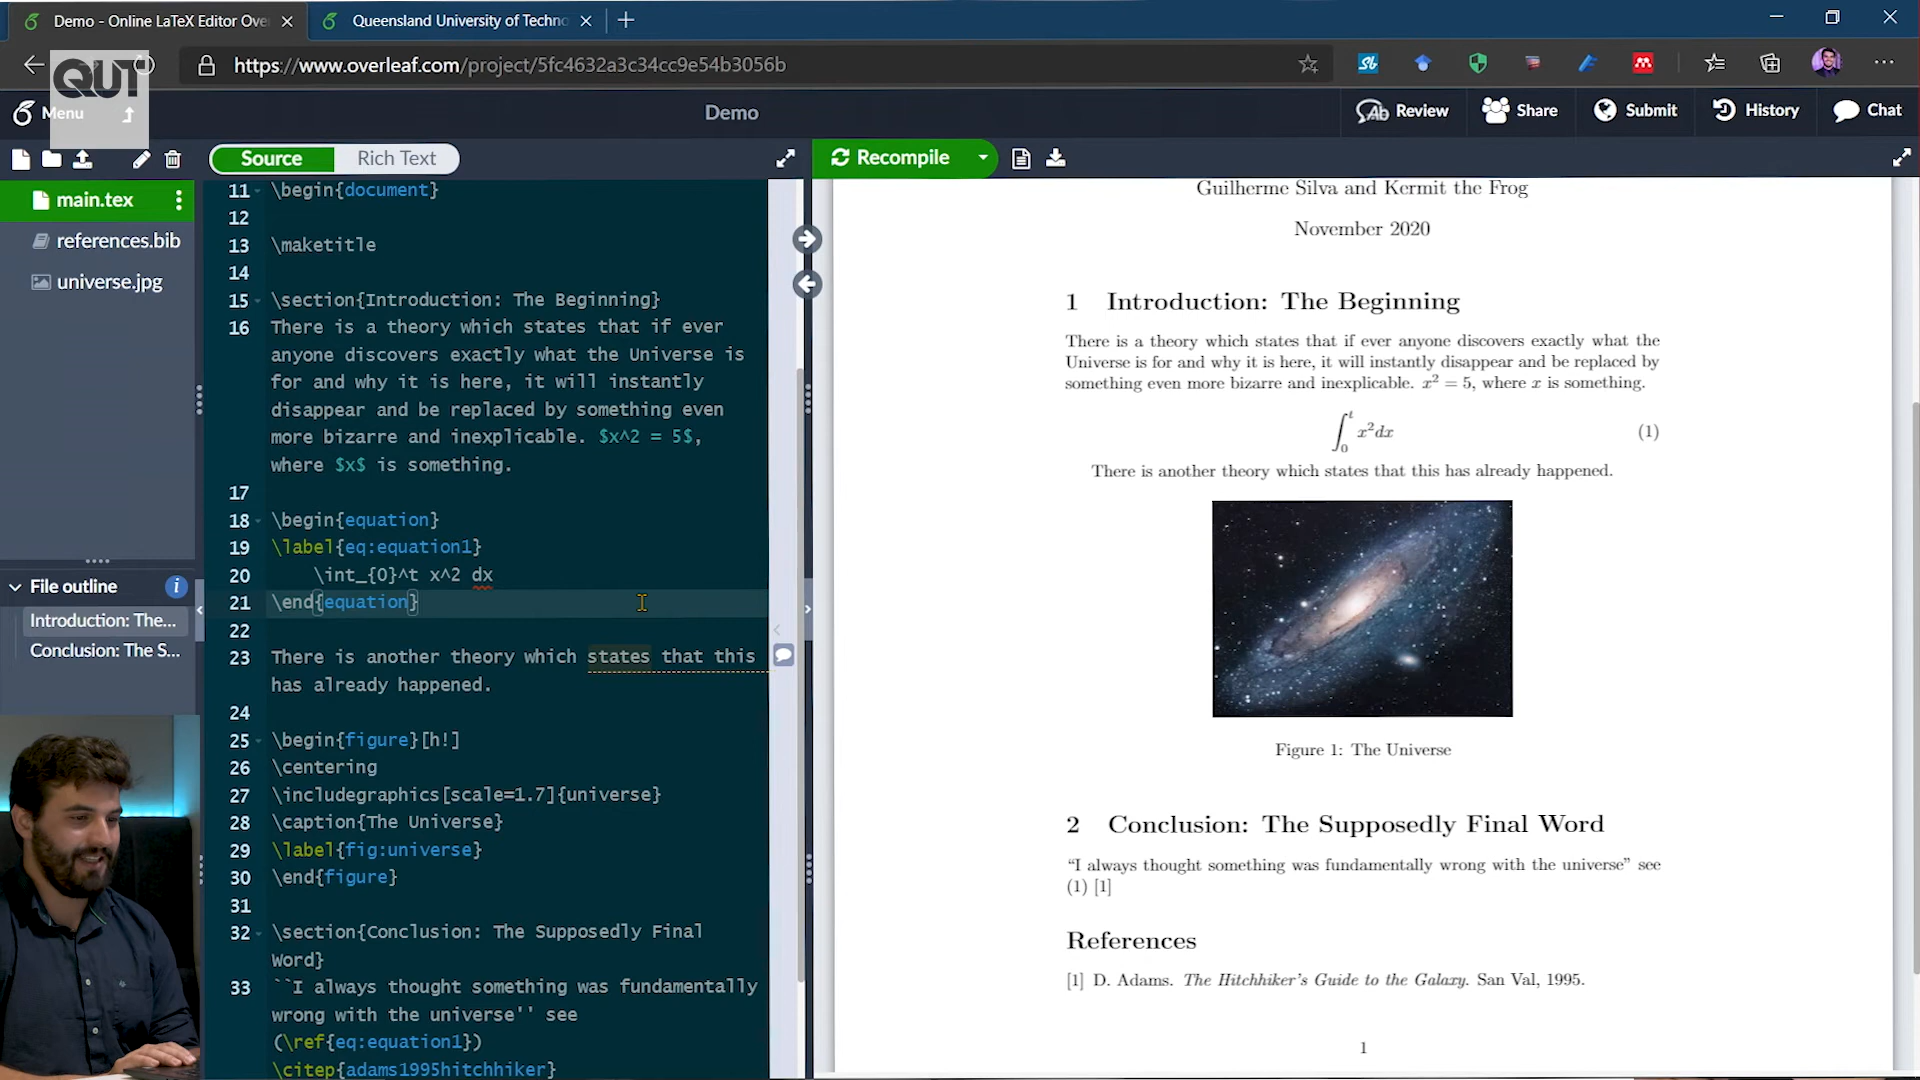 Demo - Online LaTeX Editor Ove
Queensland University of Techno
https://www.overleaf.com/project/5fc4632a3c34cc9e54b3056b
QUT
Menu
Demo
Review
Share
Submit
History
Chat
Source
Rich Text
Recompile
main.tex
references.bib
universe.jpg
File outline
Introduction: The...
Conclusion: The S...
11 \begin{document}
12
13 \maketitle
14
15 \section{Introduction: The Beginning}
16 There is a theory which states that if ever
anyone discovers exactly what the Universe is
for and why it is here, it will instantly
disappear and be replaced by something even
more bizarre and inexplicable. $x^2 = 5$,
where $x$ is something.
17
18 \begin{equation}
19 \label{eq:equation1}
20 \int_{0}^t x^2 dx
21 \end{equation}
22
23 There is another theory which states that this
has already happened.
24
25 \begin{figure}[h!]
26 \centering
27 \includegraphics[scale=1.7]{universe}
28 \caption{The Universe}
29 \label{fig:universe}
30 \end{figure}
31
32 \section{Conclusion: The Supposedly Final
Word}
33 ``I always thought something was fundamentally
wrong with the universe'' see
(\ref{eq:equation1})
\citep{adams1995hitchhiker}
Guilherme Silva and Kermit the Frog
November 2020
1 Introduction: The Beginning
There is a theory which states that if ever anyone discovers exactly what the
Universe is for and why it is here, it will instantly disappear and be replaced by
something even more bizarre and inexplicable. x² = 5, where x is something.
∫₀ᵗ x²dx (1)
There is another theory which states that this has already happened.
Figure 1: The Universe
2 Conclusion: The Supposedly Final Word
“I always thought something was fundamentally wrong with the universe” see
(1) [1]
References
[1] D. Adams. The Hitchhiker’s Guide to the Galaxy. San Val, 1995.
1